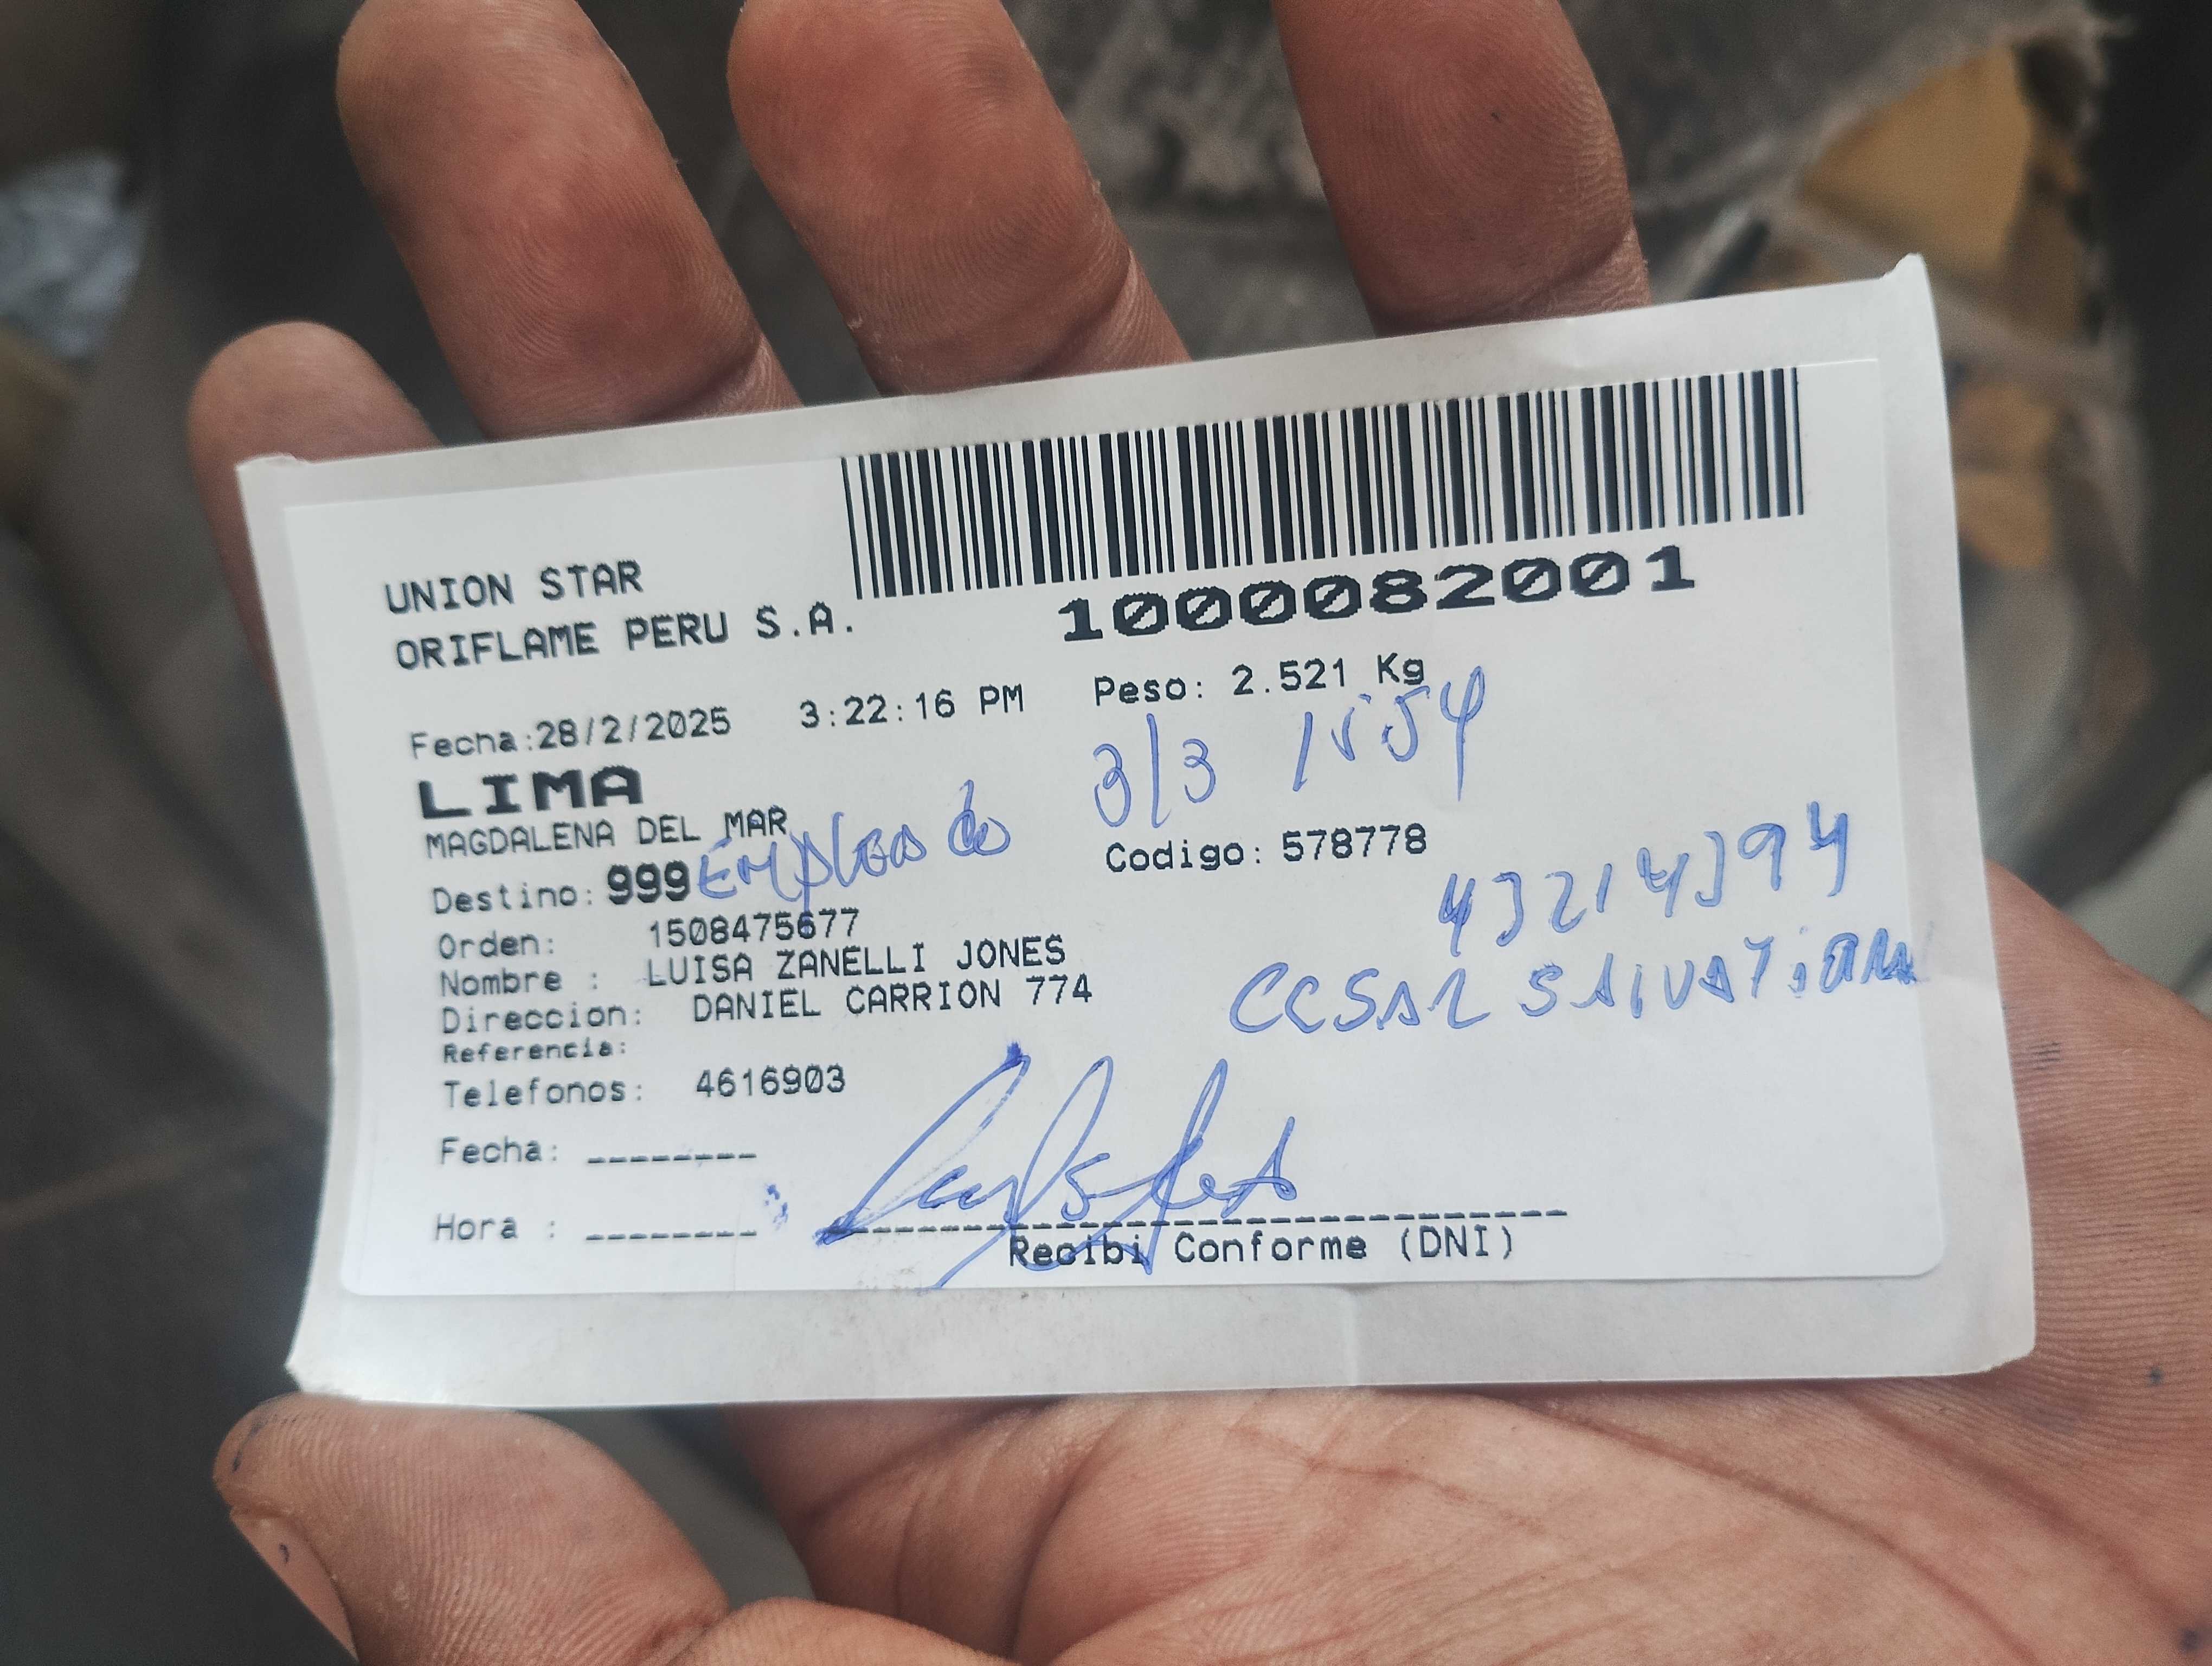 UNION STAR
ORIFLAME PERU S.A.
1000082001
Fecha:28/2/2025 3:22:16 PM Peso: 2.521 Kg
3/3 15:54
LIMA
MAGDALENA DEL MAR
Destino: 999 Empleado Codigo: 578778
43214394
Orden: 1508475677
Nombre : LUISA ZANELLI JONES
CESAR
Direccion: DANIEL CARRION 774
Referencia:
Telefonos: 4616903
Fecha: --------
Hora : --------
Recibi Conforme (DNI)